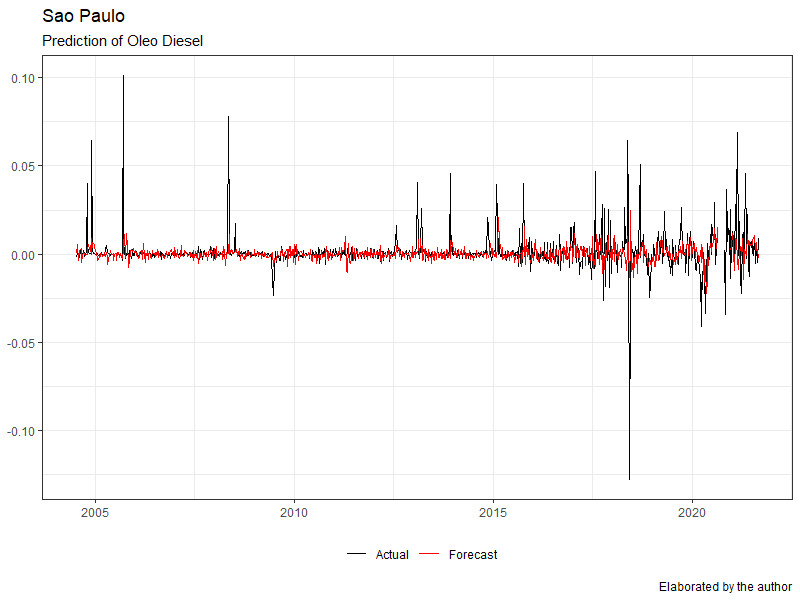 Sao Paulo
Prediction of Oleo Diesel
0.10
0.05
0.00
-0.05
-0.10
2005 2010 2015 2020
Actual Forecast
Elaborated by the author